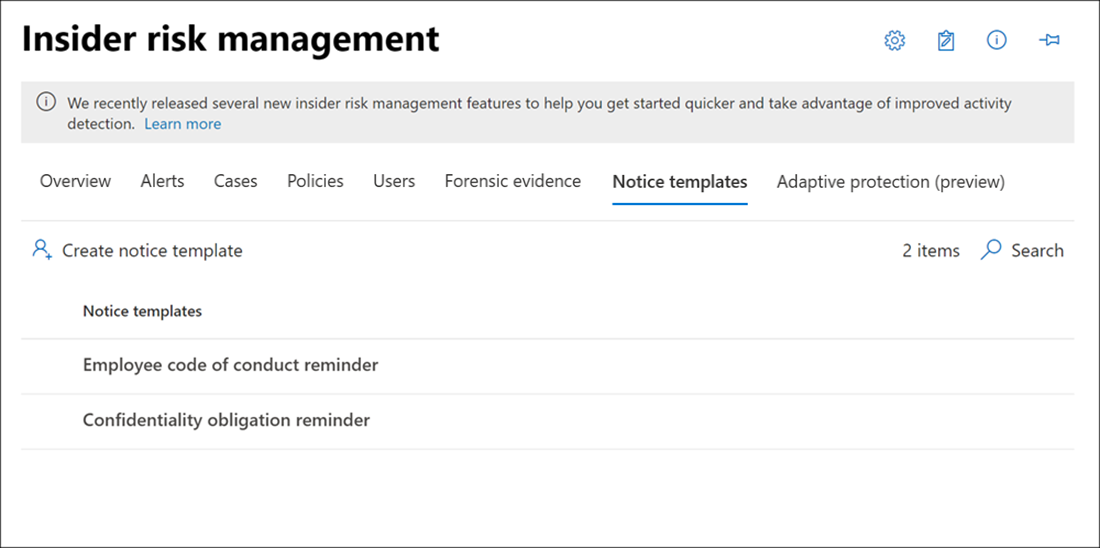 Insider risk management
We recently released several new insider risk management features to help you get started quicker and take advantage of improved activity
detection. Learn more
Overview Alerts Cases Policies Users Forensic evidence Notice templates Adaptive protection (preview)
Create notice template 2 items Search
Notice templates
Employee code of conduct reminder
Confidentiality obligation reminder